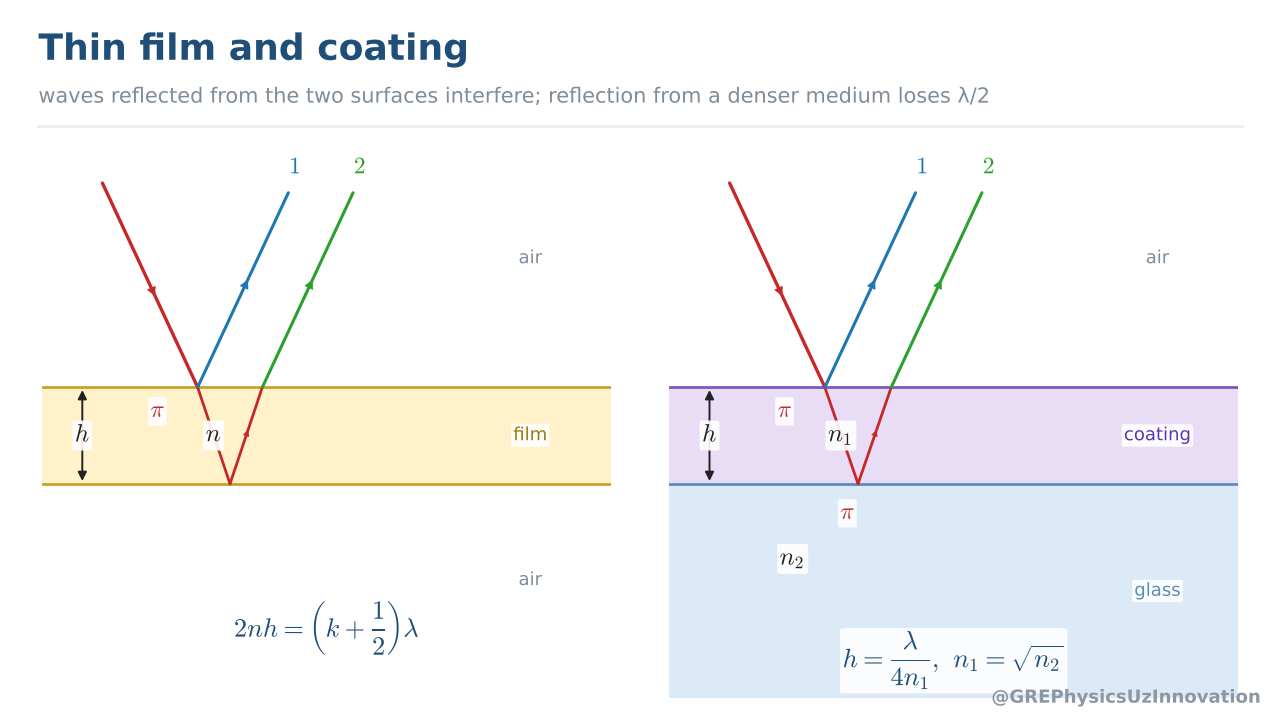 Thin film and coating
waves reflected from the two surfaces interfere; reflection from a denser medium loses λ/2
1
2
air
π
h
n
film
air
2nh = (k + 1/2)λ
1
2
air
π
h
n₁
coating
π
n₂
glass
h = λ/4n₁, n₁ = √n₂
@GREPhysicsUzInnovation